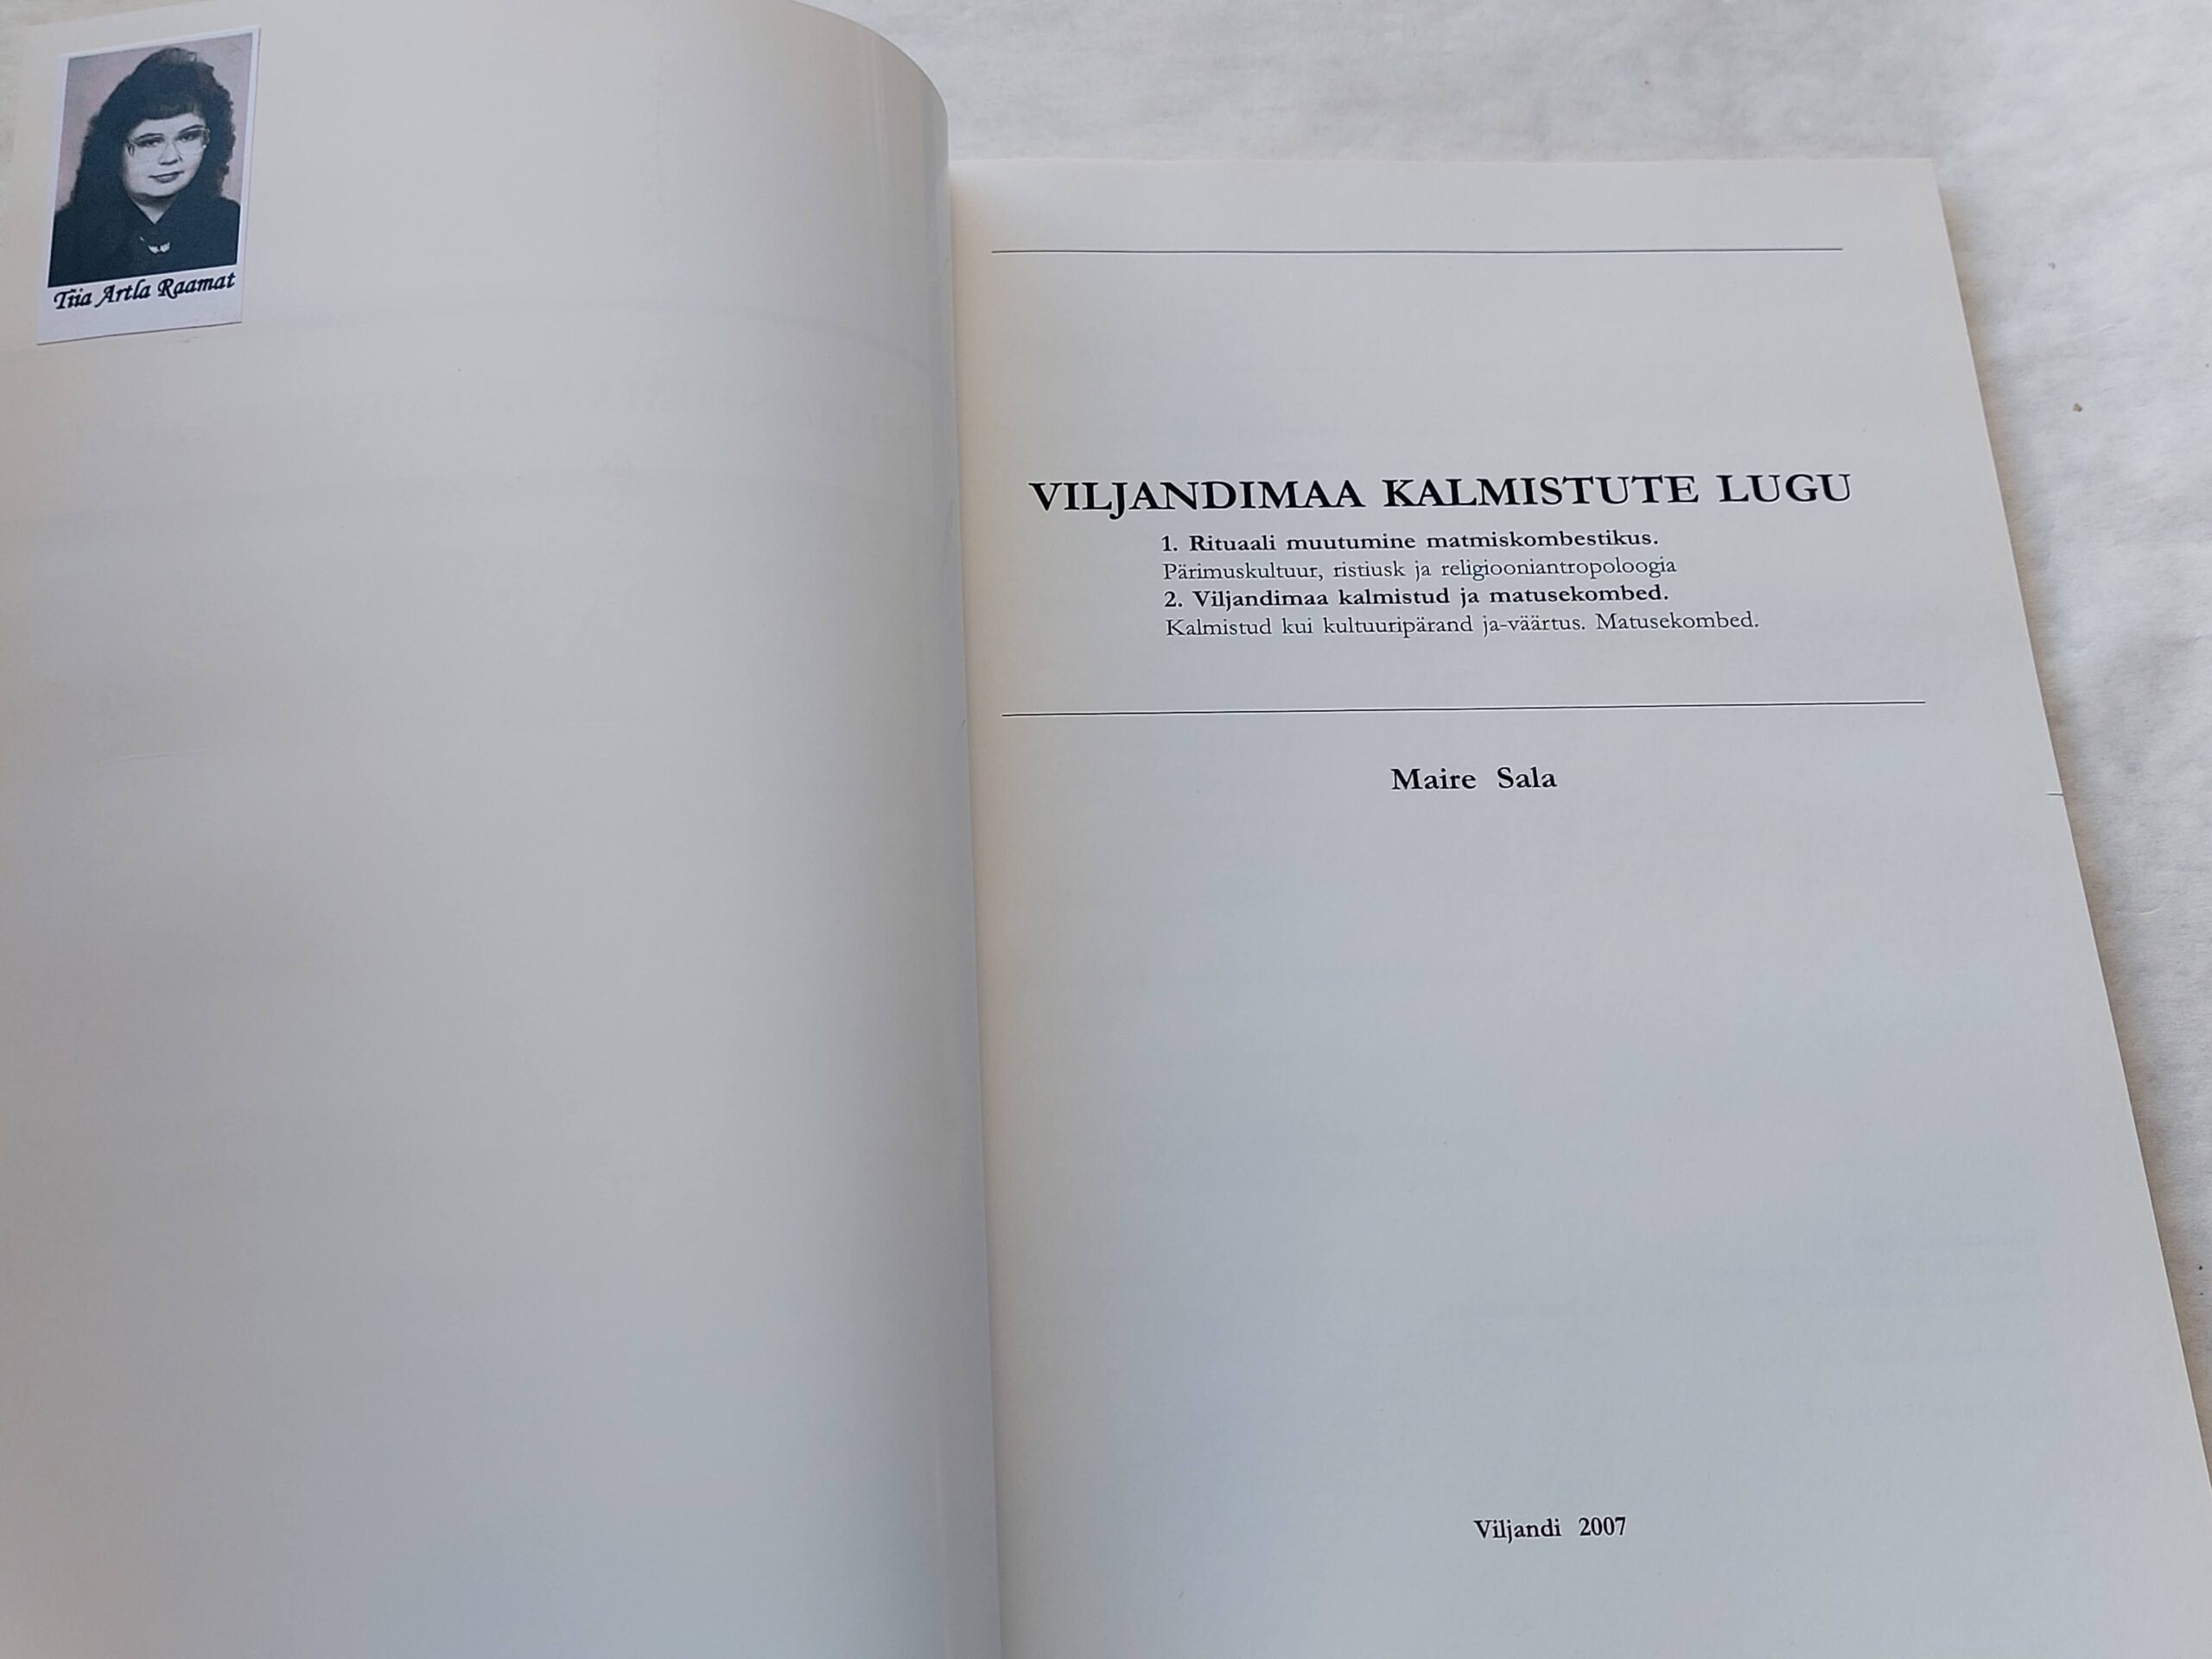 Tiia Artla Raamat
VILJANDIMAA KALMISTUTE LUGU
1. Rituaali muutumine matmiskombestikus.
Pärimuskultuur, ristiusk ja religiooniantropoloogia
2. Viljandimaa kalmistud ja matusekombed.
Kalmistud kui kultuuripärand ja-väärtus. Matusekombed.
Maire Sala
Viljandi 2007